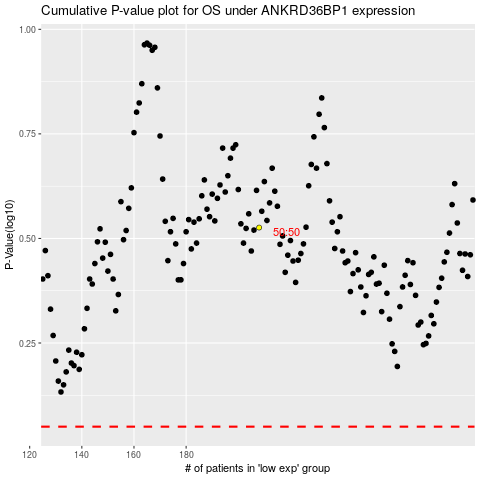 Cumulative P-value plot for OS under ANKRD36BP1 expression
P-Value(log10)
1.00
0.75
0.50
0.25
50:50
120 140 160 180
# of patients in 'low exp' group